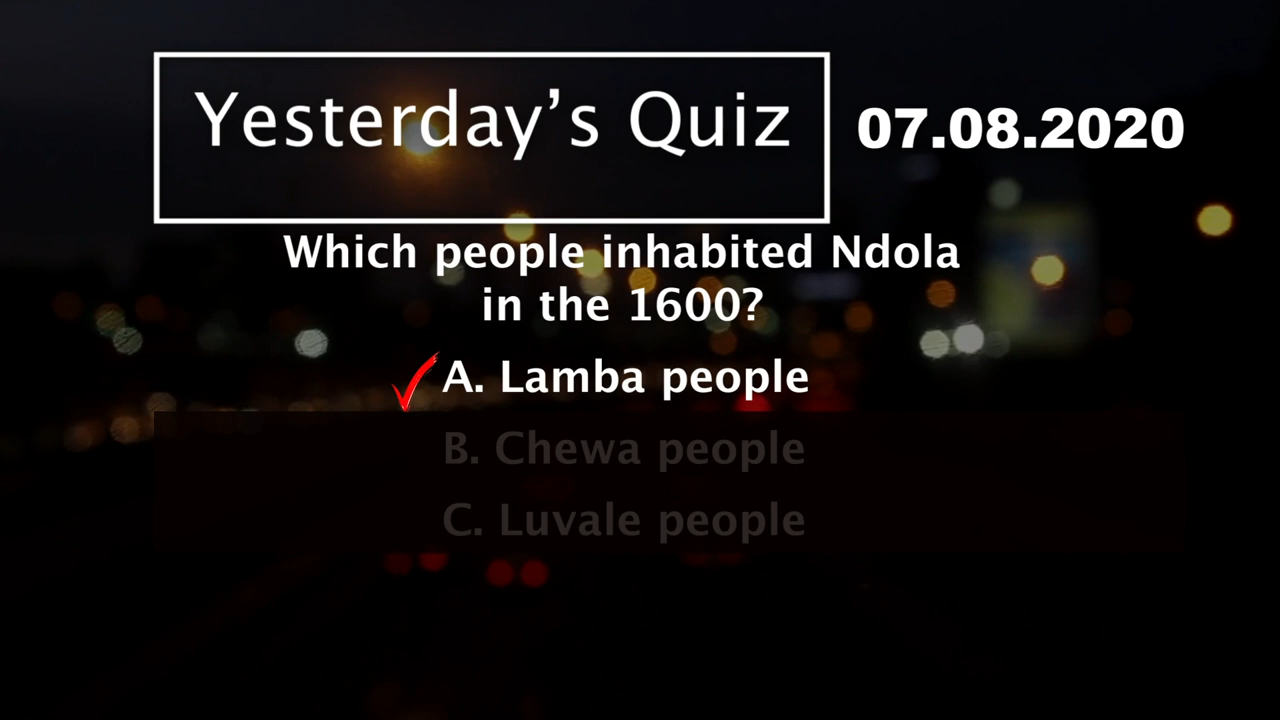 Yesterday’s Quiz
07.08.2020
Which people inhabited Ndola
in the 1600?
A. Lamba people
B. Chewa people
C. Luvale people